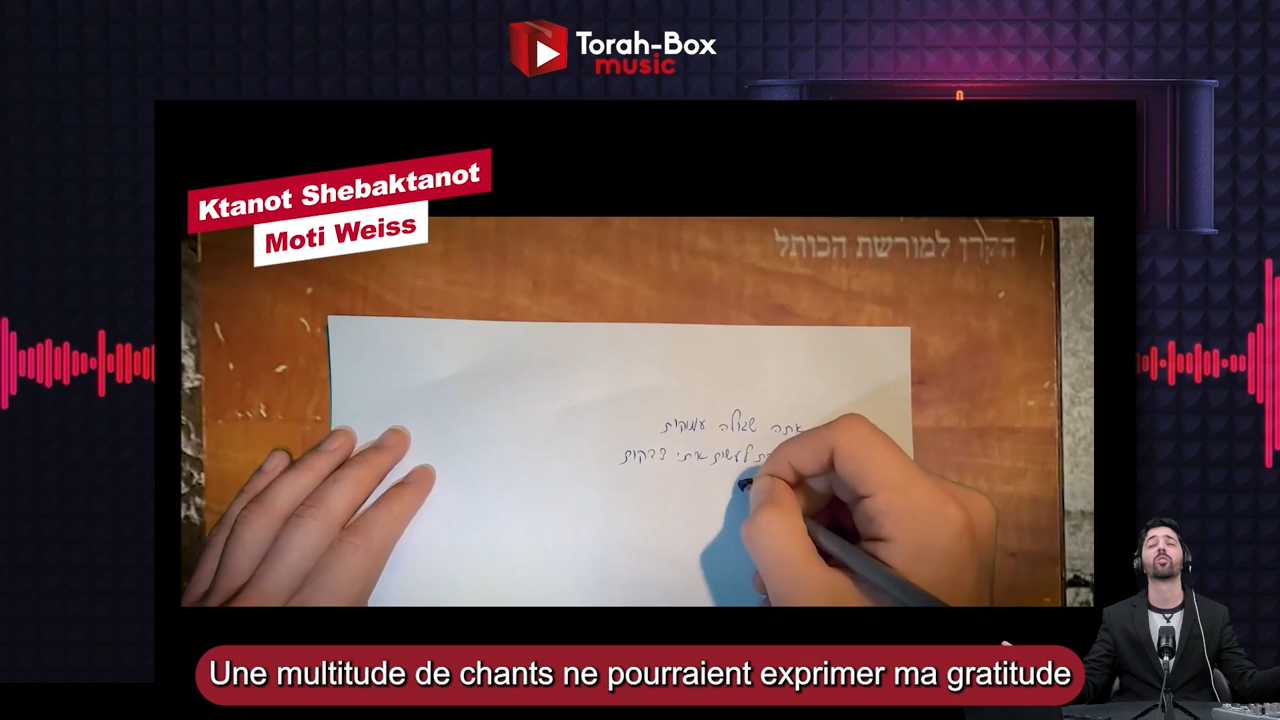 Torah-Box
music
Ktanot Shebaktanot
Moti Weiss
הקרן למורשת הכותל
אתה שגולה עמוקות
לעשות איתי צדקות
Une multitude de chants ne pourraient exprimer ma gratitude